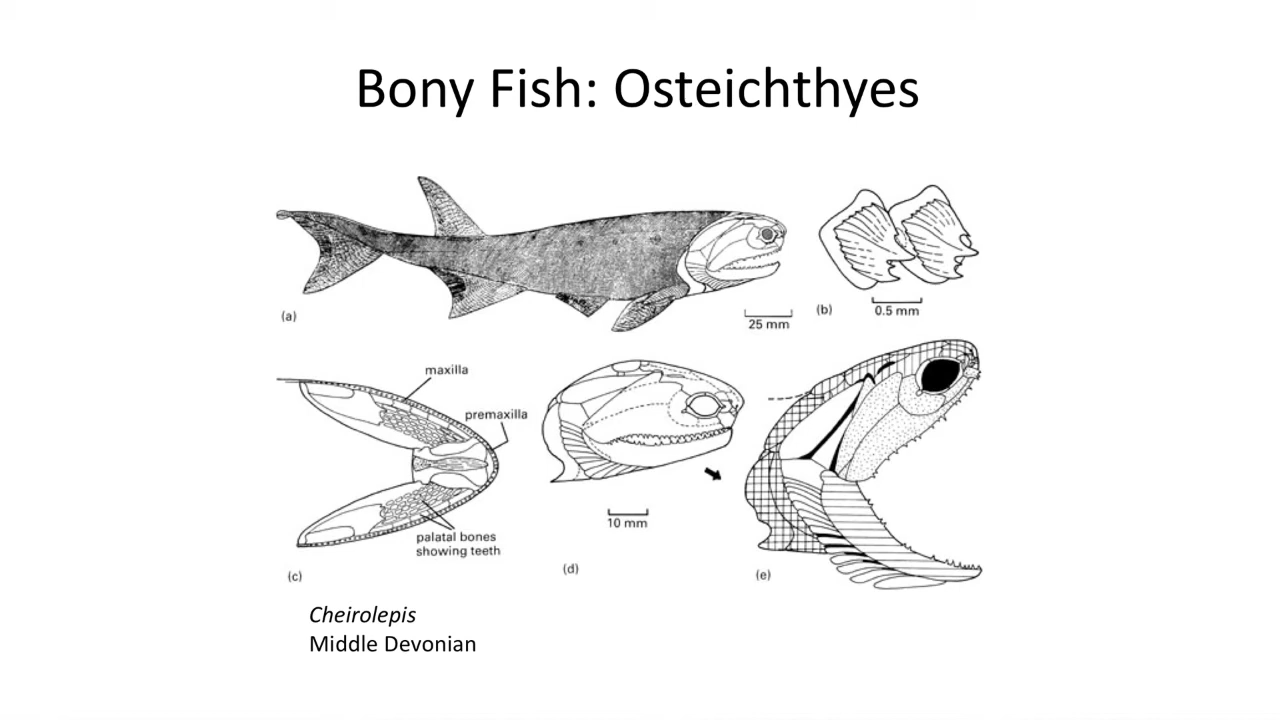 Bony Fish: Osteichthyes
(a)
25 mm
(b)
0.5 mm
maxilla
premaxilla
palatal bones
showing teeth
(c)
10 mm
(d)
(e)
Cheirolepis
Middle Devonian